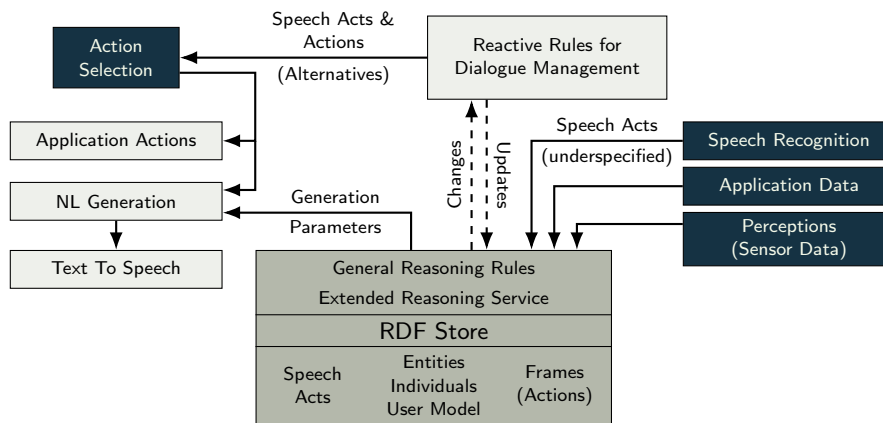 Speech Acts &
Actions
(Alternatives)
Action
Selection
Reactive Rules for
Dialogue Management
Application Actions
Speech Acts
(underspecified)
Speech Recognition
Changes
Updates
NL Generation
Generation
Parameters
Application Data
Perceptions
(Sensor Data)
Text To Speech
General Reasoning Rules
Extended Reasoning Service
RDF Store
Speech
Acts
Entities
Individuals
User Model
Frames
(Actions)